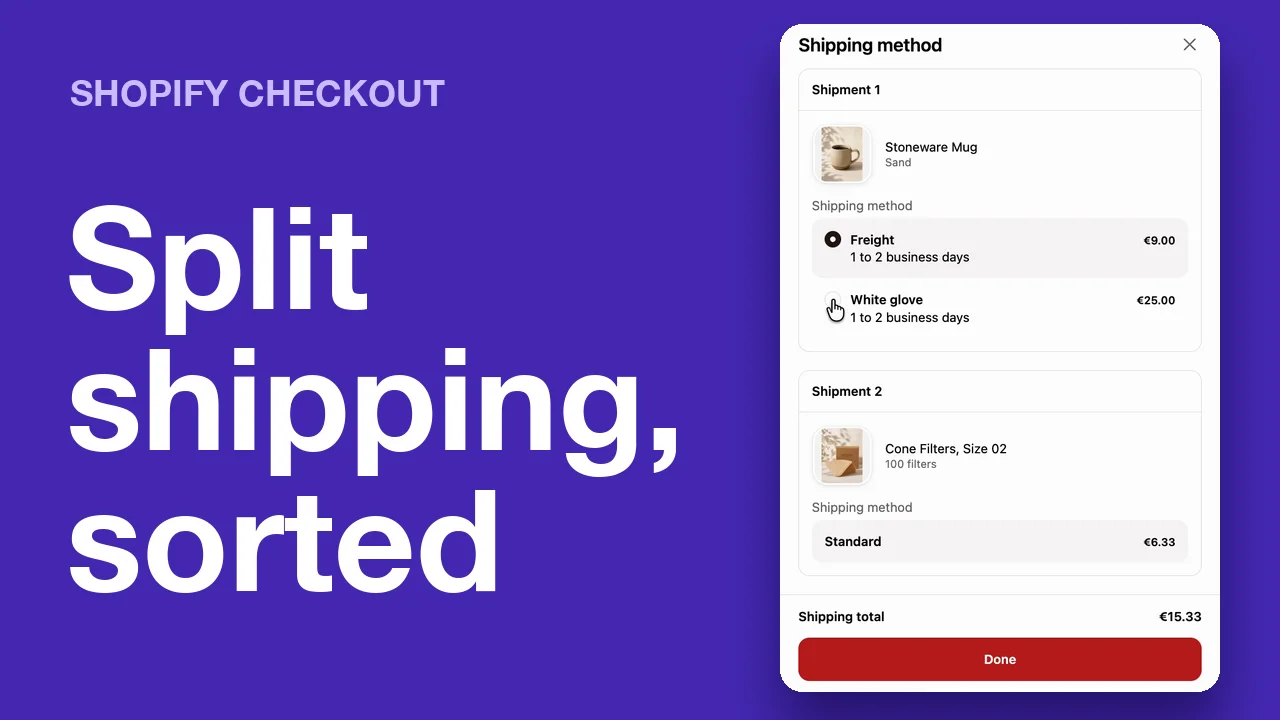 SHOPIFY CHECKOUT
Split
shipping,
sorted
Shipping method
Shipment 1
Stoneware Mug
Sand
Shipping method
Freight €9.00
1 to 2 business days
White glove €25.00
1 to 2 business days
Shipment 2
Cone Filters, Size 02
100 filters
Shipping method
Standard €6.33
Shipping total €15.33
Done